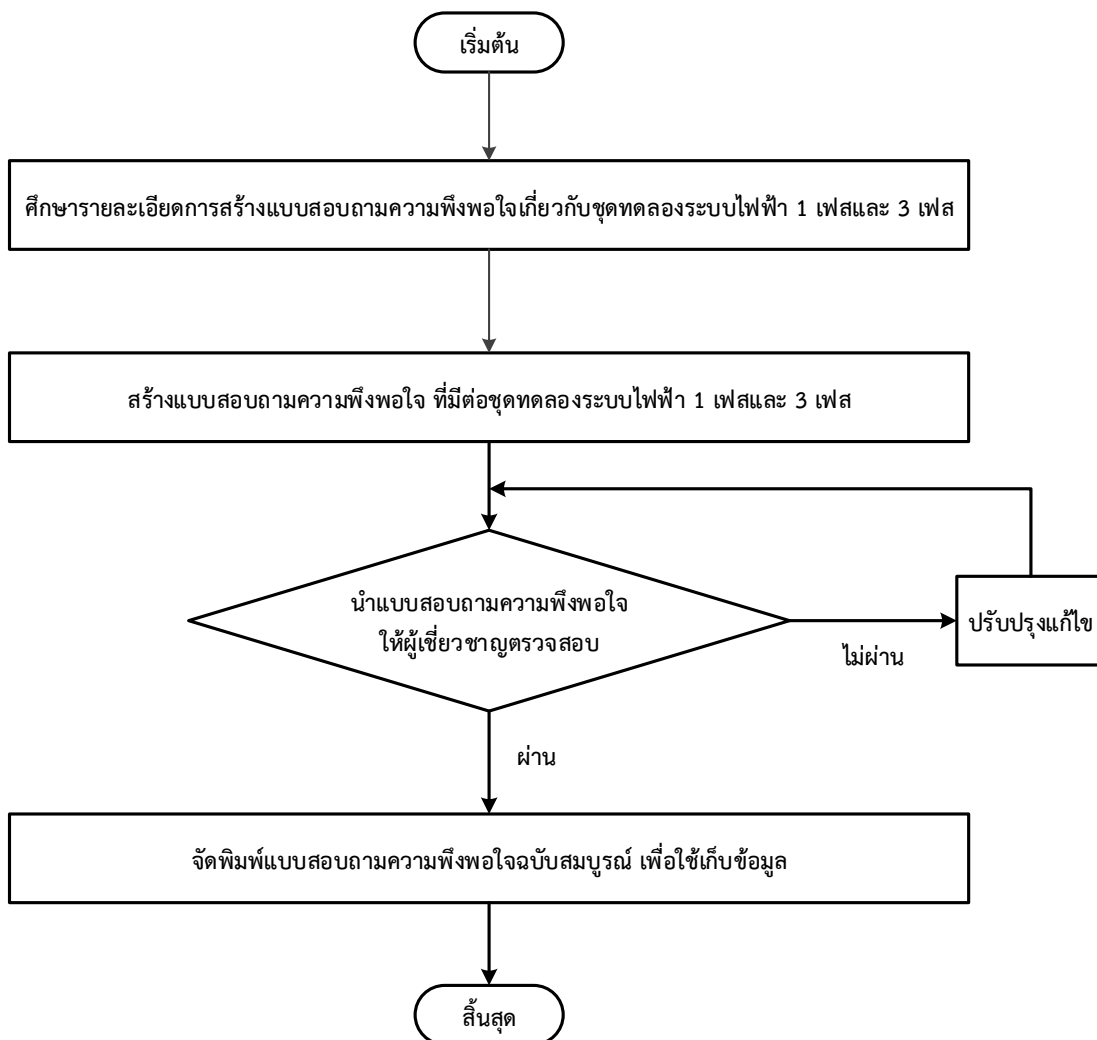 เริ่มต้น
ศึกษารายละเอียดการสร้างแบบสอบถามความพึงพอใจเกี่ยวกับชุดทดลองระบบไฟฟ้า 1 เฟสและ 3 เฟส
สร้างแบบสอบถามความพึงพอใจ ที่มีต่อชุดทดลองระบบไฟฟ้า 1 เฟสและ 3 เฟส
นำแบบสอบถามความพึงพอใจ
ให้ผู้เชี่ยวชาญตรวจสอบ
ปรับปรุงแก้ไข
ไม่ผ่าน
ผ่าน
จัดพิมพ์แบบสอบถามความพึงพอใจฉบับสมบูรณ์ เพื่อใช้เก็บข้อมูล
สิ้นสุด